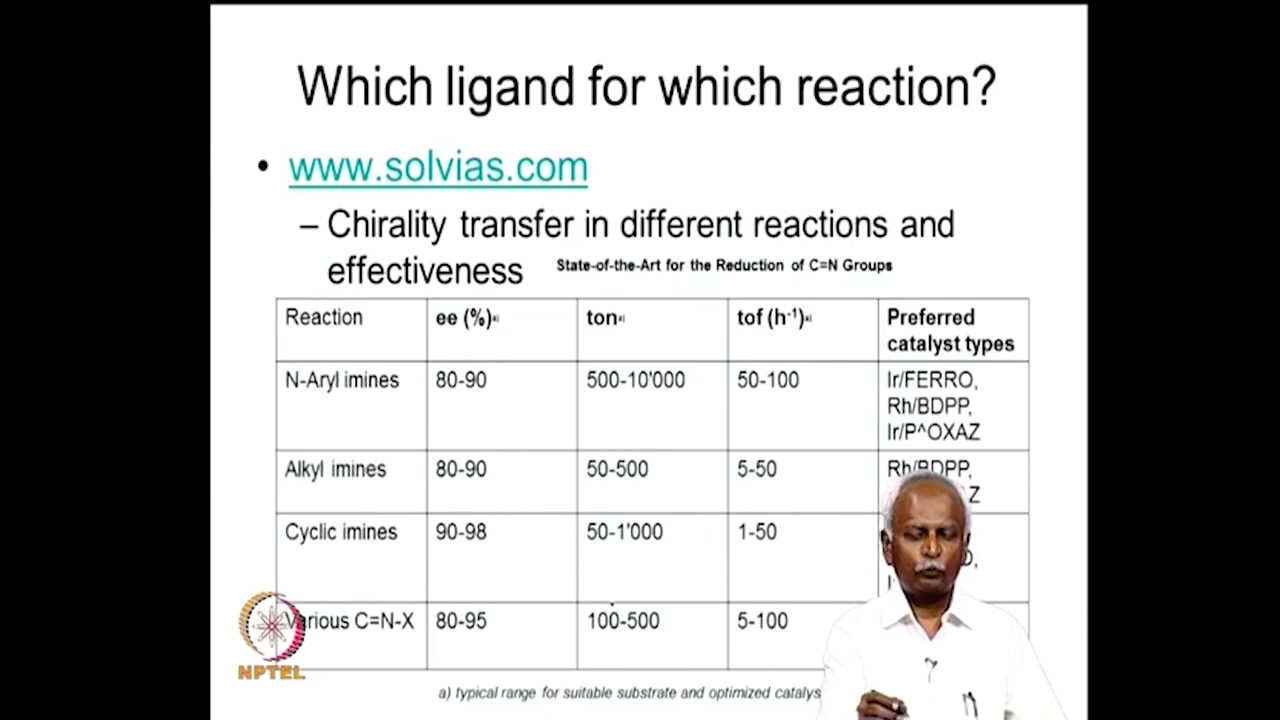 Which ligand for which reaction?
• www.solvias.com
– Chirality transfer in different reactions and
effectiveness
State-of-the-Art for the Reduction of C=N Groups
Reaction ee (%)a) ton a) tof (h-1)a) Preferred
catalyst types
N-Aryl imines 80-90 500-10'000 50-100 Ir/FERRO,
Rh/BDPP,
Ir/P^OXAZ
Alkyl imines 80-90 50-500 5-50 Rh/BDPP,
Z
Cyclic imines 90-98 50-1'000 1-50
Various C=N-X 80-95 100-500 5-100
NPTEL
a) typical range for suitable substrate and optimized